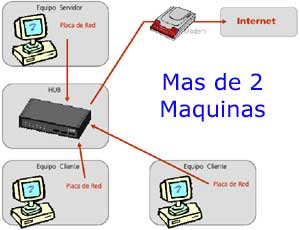 Equipo Servidor
Placa de Red
Modem
Internet
HUB
Mas de 2
Maquinas
Equipo Cliente
Placa de Red
Equipo Cliente
Placa de Red